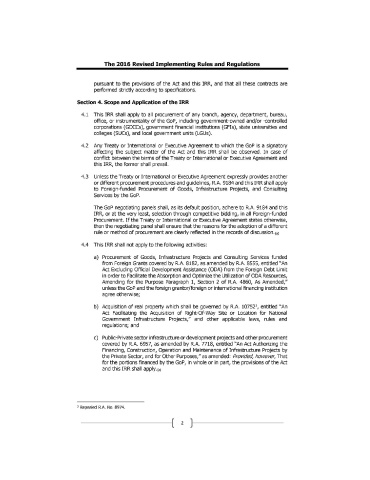 The 2016 Revised Implementing Rules and Regulations
pursuant to the provisions of the Act and this IRR, and that all these contracts are
performed strictly according to specifications.
Section 4. Scope and Application of the IRR
4.1 This IRR shall apply to all procurement of any branch, agency, department, bureau,
office, or instrumentality of the GoP, including government-owned and/or -controlled
corporations (GOCCs), government financial institutions (GFIs), state universities and
colleges (SUCs), and local government units (LGUs).
4.2 Any Treaty or International or Executive Agreement to which the GoP is a signatory
affecting the subject matter of the Act and this IRR shall be observed. In case of
conflict between the terms of the Treaty or International or Executive Agreement and
this IRR, the former shall prevail.
4.3 Unless the Treaty or International or Executive Agreement expressly provides another
or different procurement procedures and guidelines, R.A. 9184 and this IRR shall apply
to Foreign-funded Procurement of Goods, Infrastructure Projects, and Consulting
Services by the GoP.
The GoP negotiating panels shall, as its default position, adhere to R.A. 9184 and this
IRR, or at the very least, selection through competitive bidding, in all Foreign-funded
Procurement. If the Treaty or International or Executive Agreement states otherwise,
then the negotiating panel shall ensure that the reasons for the adoption of a different
rule or method of procurement are clearly reflected in the records of discussion.(a)
4.4 This IRR shall not apply to the following activities:
a) Procurement of Goods, Infrastructure Projects and Consulting Services funded
from Foreign Grants covered by R.A. 8182, as amended by R.A. 8555, entitled “An
Act Excluding Official Development Assistance (ODA) from the Foreign Debt Limit
in order to Facilitate the Absorption and Optimize the Utilization of ODA Resources,
Amending for the Purpose Paragraph 1, Section 2 of R.A. 4860, As Amended,”
unless the GoP and the foreign grantor/foreign or international financing institution
agree otherwise;
b) Acquisition of real property which shall be governed by R.A. 10752³, entitled “An
Act Facilitating the Acquisition of Right-Of-Way Site or Location for National
Government Infrastructure Projects,” and other applicable laws, rules and
regulations; and
c) Public-Private sector infrastructure or development projects and other procurement
covered by R.A. 6957, as amended by R.A. 7718, entitled “An Act Authorizing the
Financing, Construction, Operation and Maintenance of Infrastructure Projects by
the Private Sector, and for Other Purposes,” as amended: Provided, however, That
for the portions financed by the GoP, in whole or in part, the provisions of the Act
and this IRR shall apply.(a)
³ Repealed R.A. No. 8974.
2